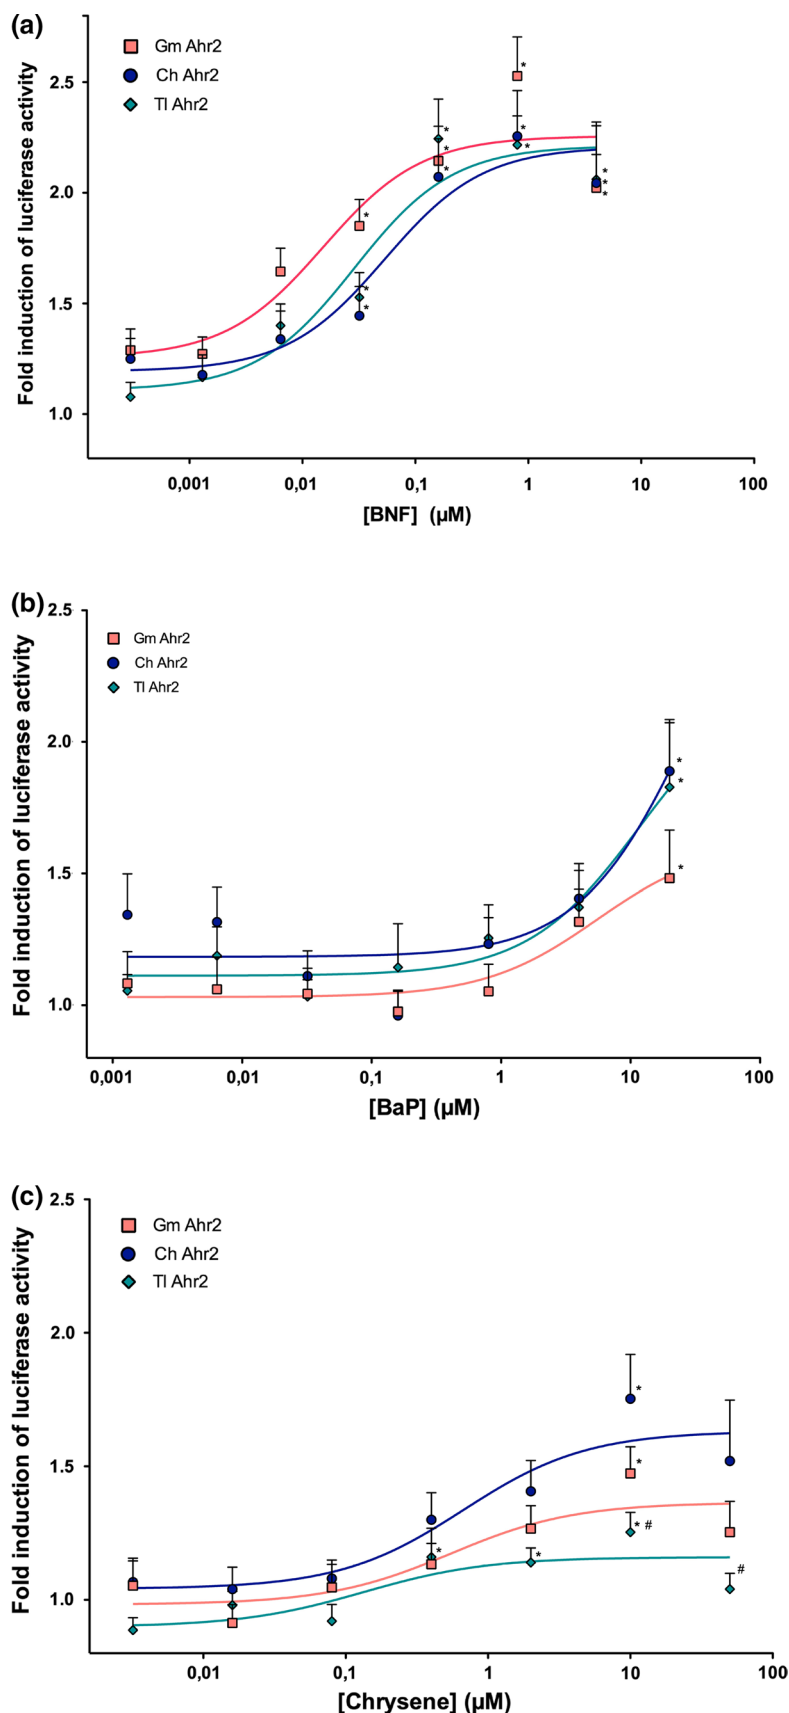 (a)
Gm Ahr2
Ch Ahr2
Tl Ahr2
Fold induction of luciferase activity
2.5
2.0
1.5
1.0
* * * * * * * * * * * * *
0,001 0,01 0,1 1 10 100
[BNF] (µM)
(b)
Gm Ahr2
Ch Ahr2
Tl Ahr2
Fold induction of luciferase activity
2.5
2.0
1.5
1.0
* * *
0,001 0,01 0,1 1 10 100
[BaP] (µM)
(c)
Gm Ahr2
Ch Ahr2
Tl Ahr2
Fold induction of luciferase activity
2.5
2.0
1.5
1.0
*
*
* #
* *
#
0,01 0,1 1 10 100
[Chrysene] (µM)